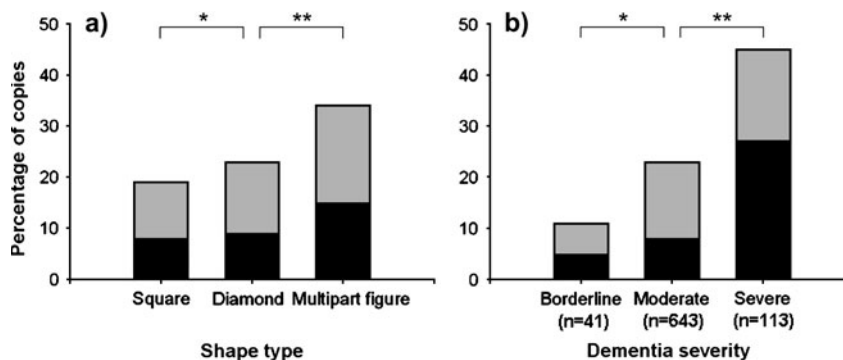 a)
* **
Percentage of copies
50
40
30
20
10
0
Square Diamond Multipart figure
Shape type
b)
* **
50
40
30
20
10
0
Borderline Moderate Severe
(n=41) (n=643) (n=113)
Dementia severity